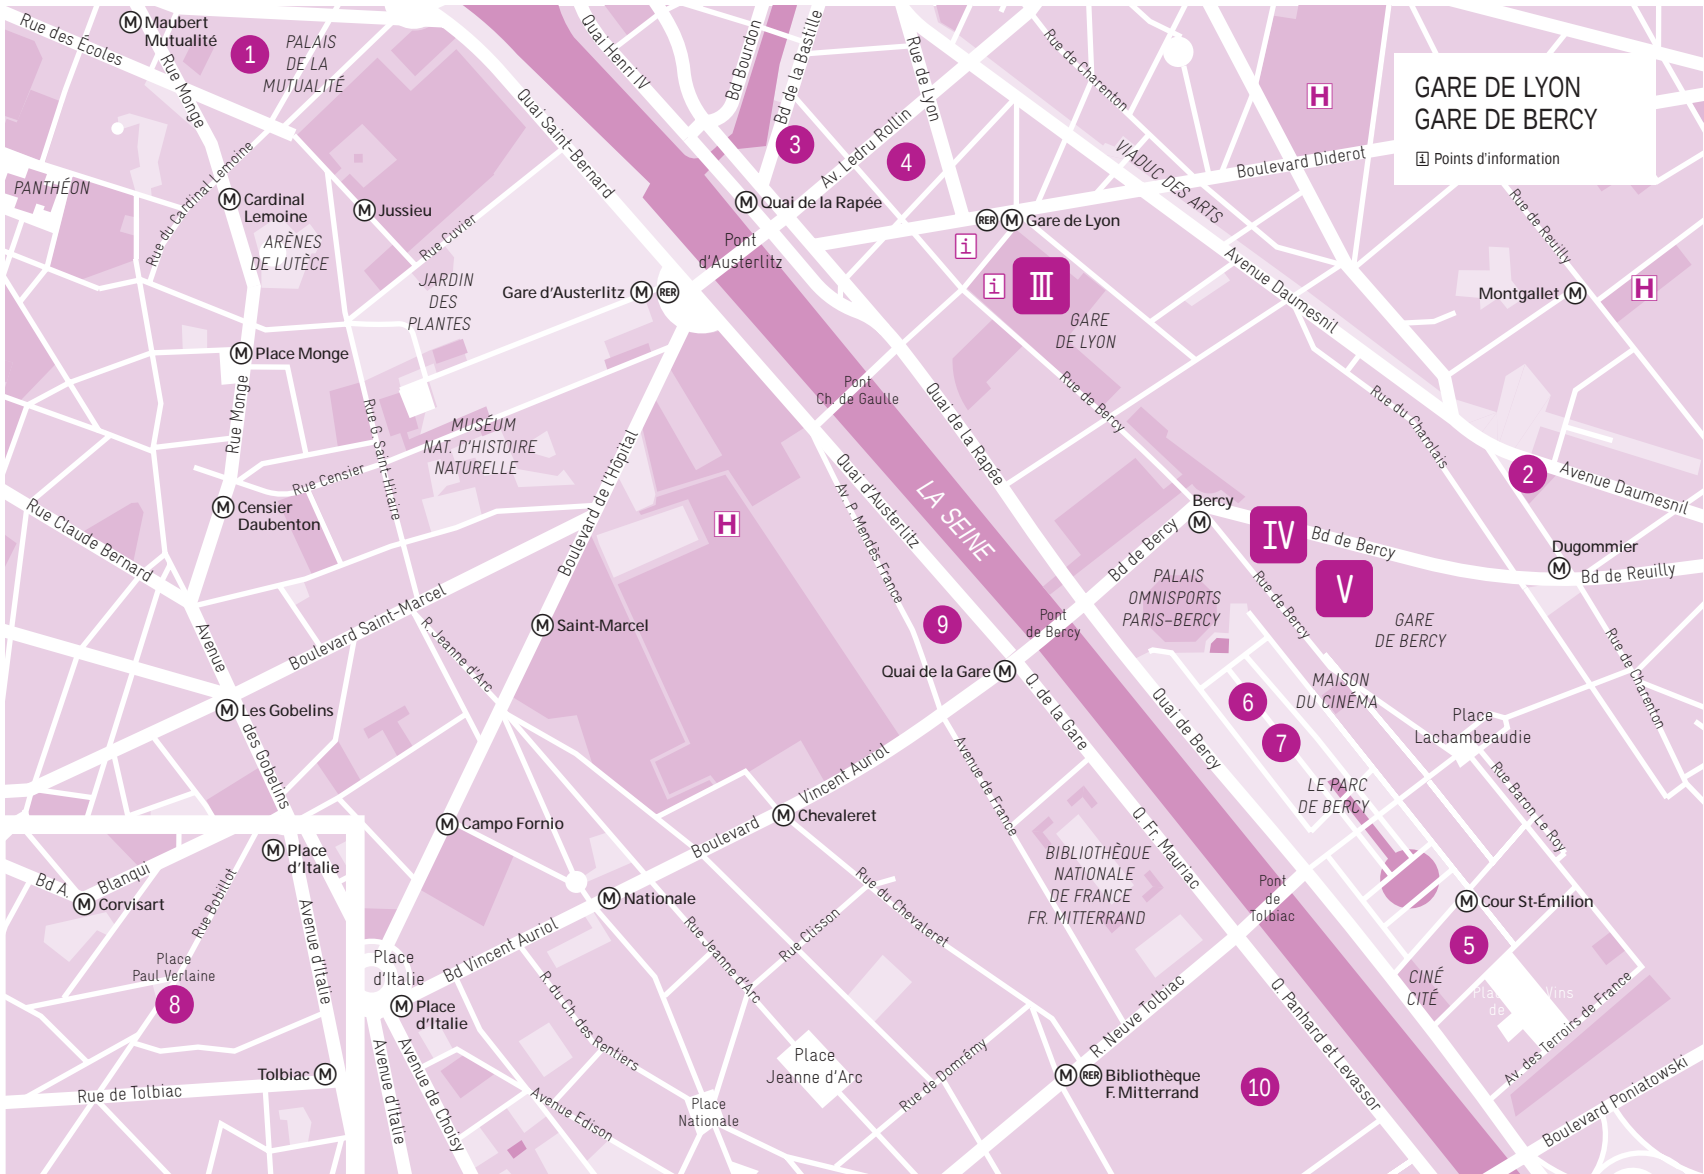 GARE DE LYON
GARE DE BERCY
i Points d'information
M Maubert
Mutualité
Rue des Écoles
1
PALAIS
DE LA
MUTUALITÉ
Rue Monge
PANTHÉON
Rue du Cardinal Lemoine
M Cardinal
Lemoine
M Jussieu
ARÈNES
DE LUTÈCE
Rue Cuvier
JARDIN
DES
PLANTES
Quai Saint-Bernard
Quai Henri IV
Bd Bourdon
Bd de la Bastille
3
Rue de Lyon
Av. Ledru Rollin
4
M Quai de la Rapée
Pont
d'Austerlitz
Gare d'Austerlitz M RER
Rue de Charenton
H
VIADUC DES ARTS
Boulevard Diderot
Rue de Reuilly
RER M Gare de Lyon
i
i
III
GARE
DE LYON
Avenue Daumesnil
Montgallet M
H
M Place Monge
Rue Monge
Rue G. Saint-Hilaire
MUSÉUM
NAT. D'HISTOIRE
NATURELLE
Rue Censier
M Censier
Daubenton
Rue Claude Bernard
Boulevard de l'Hôpital
H
Pont
Ch. de Gaulle
Quai de la Rapée
Rue de Bercy
Rue du Charolais
2
Avenue Daumesnil
Quai d'Austerlitz
Av. P. Mendès France
LA SEINE
Bercy
M
IV
Bd de Bercy
Bd de Bercy
V
Dugommier
M
Bd de Reuilly
PALAIS
OMNISPORTS
PARIS-BERCY
Rue de Bercy
GARE
DE BERCY
Rue de Charenton
Avenue
Boulevard Saint-Marcel
R. Jeanne d'Arc
M Saint-Marcel
9
Pont
de Bercy
Quai de la Gare M
Q. de la Gare
M Les Gobelins
des Gobelins
6
7
MAISON
DU CINÉMA
Place
Lachambeaudie
Quai de Bercy
LE PARC
DE BERCY
Rue Baron Le Roy
Avenue de France
Vincent Auriol
Boulevard
M Chevaleret
M Campo Fornio
Q. Fr. Mauriac
BIBLIOTHÈQUE
NATIONALE
DE FRANCE
FR. MITTERRAND
Pont
de
Tolbiac
M Cour St-Émilion
5
CINÉ
CITÉ
M Place
d'Italie
Bd A.
Blanqui
M Corvisart
Rue Bobillot
Avenue d'Italie
Place
Paul Verlaine
8
Tolbiac M
Rue de Tolbiac
M Nationale
Bd Vincent Auriol
Place
d'Italie
M Place
d'Italie
Rue du Chevaleret
Rue Clisson
Rue Jeanne d'Arc
R. du Ch. des Rentiers
Avenue d'Italie
Avenue de Choisy
Avenue Edison
Place
Nationale
Place
Jeanne d'Arc
Rue de Domrémy
R. Neuve Tolbiac
M RER Bibliothèque
F. Mitterrand
10
Q. Panhard et Levassor
Av. des Terroirs de France
Boulevard Poniatowski